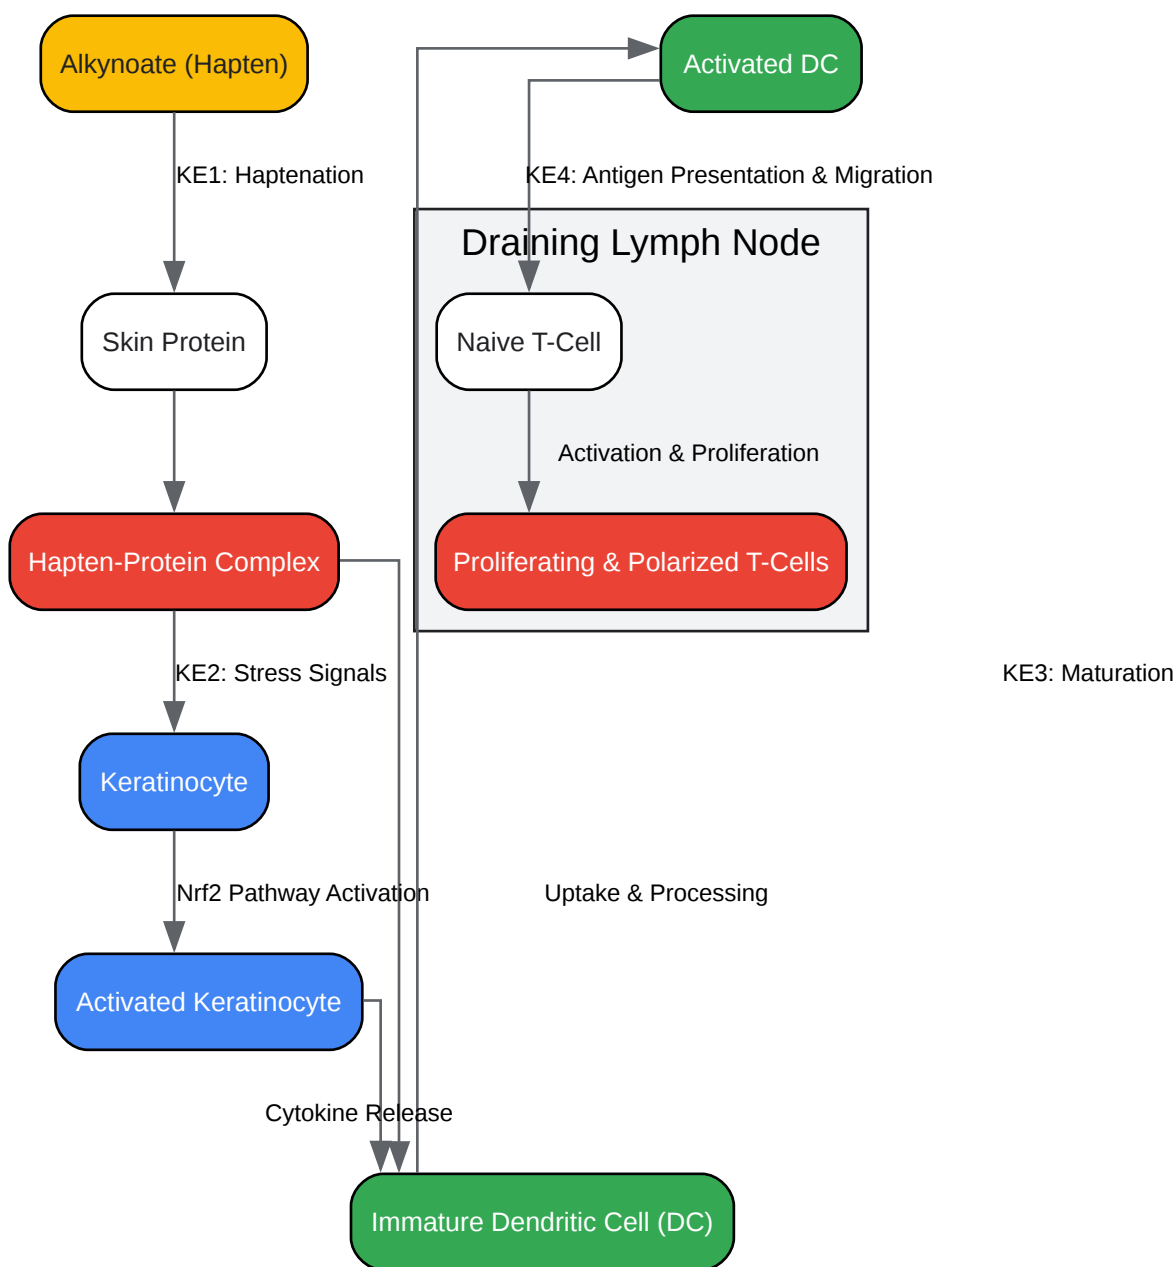 Alkynoate (Hapten)
Activated DC
KE1: Haptenation
KE4: Antigen Presentation & Migration
Draining Lymph Node
Skin Protein
Naive T-Cell
Activation & Proliferation
Hapten-Protein Complex
Proliferating & Polarized T-Cells
KE2: Stress Signals
KE3: Maturation
Keratinocyte
Nrf2 Pathway Activation
Uptake & Processing
Activated Keratinocyte
Cytokine Release
Immature Dendritic Cell (DC)